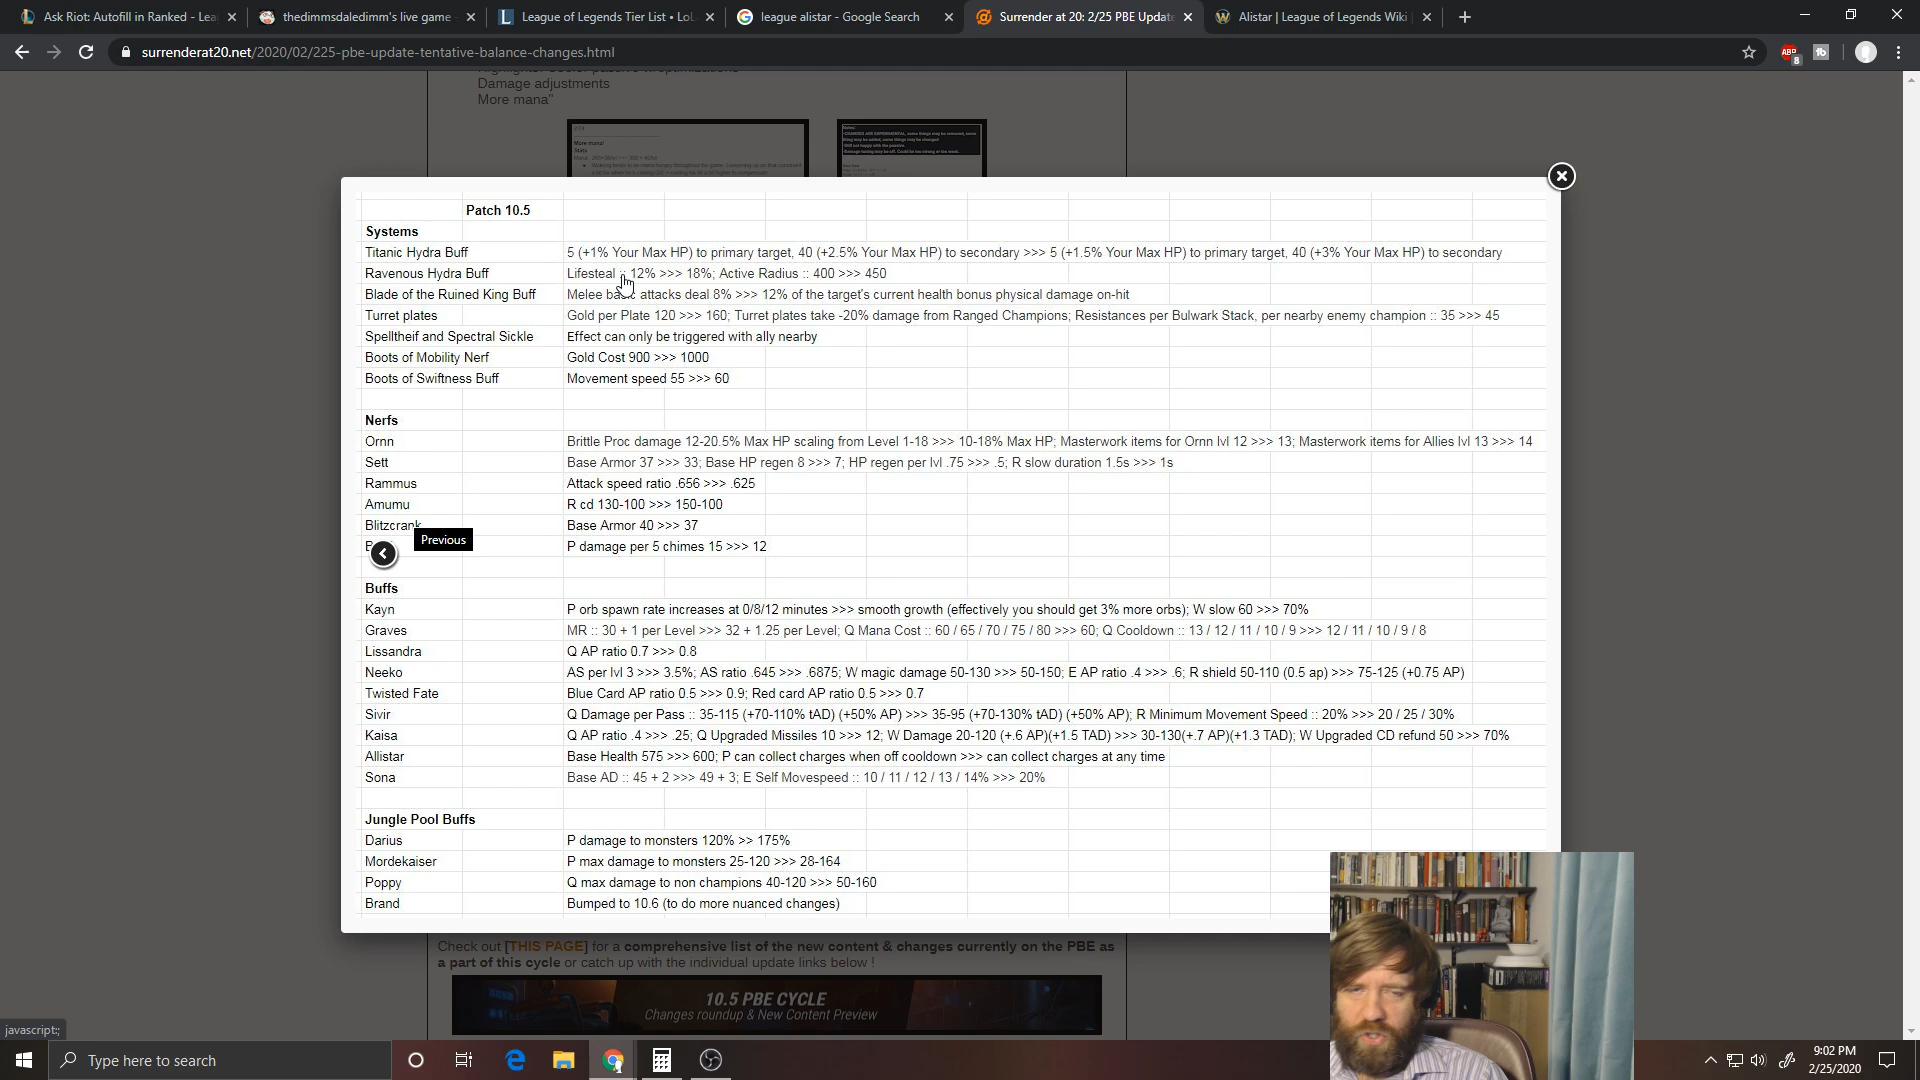 Ask Riot: Autofill in Ranked - Lea
thedimmsdaledimm's live game
League of Legends Tier List • LoL
league alistar - Google Search
Surrender at 20: 2/25 PBE Update
Alistar | League of Legends Wiki
surrenderat20.net/2020/02/225-pbe-update-tentative-balance-changes.html
8
Damage adjustments
More mana"
Patch 10.5
Systems
Titanic Hydra Buff 5 (+1% Your Max HP) to primary target, 40 (+2.5% Your Max HP) to secondary >>> 5 (+1.5% Your Max HP) to primary target, 40 (+3% Your Max HP) to secondary
Ravenous Hydra Buff Lifesteal :: 12% >>> 18%; Active Radius :: 400 >>> 450
Blade of the Ruined King Buff Melee basic attacks deal 8% >>> 12% of the target's current health bonus physical damage on-hit
Turret plates Gold per Plate 120 >>> 160; Turret plates take -20% damage from Ranged Champions; Resistances per Bulwark Stack, per nearby enemy champion :: 35 >>> 45
Spelltheif and Spectral Sickle Effect can only be triggered with ally nearby
Boots of Mobility Nerf Gold Cost 900 >>> 1000
Boots of Swiftness Buff Movement speed 55 >>> 60
Nerfs
Ornn Brittle Proc damage 12-20.5% Max HP scaling from Level 1-18 >>> 10-18% Max HP; Masterwork items for Ornn lvl 12 >>> 13; Masterwork items for Allies lvl 13 >>> 14
Sett Base Armor 37 >>> 33; Base HP regen 8 >>> 7; HP regen per lvl .75 >>> .5; R slow duration 1.5s >>> 1s
Rammus Attack speed ratio .656 >>> .625
Amumu R cd 130-100 >>> 150-100
Blitzcrank Base Armor 40 >>> 37
Previous
P damage per 5 chimes 15 >>> 12
Buffs
Kayn P orb spawn rate increases at 0/8/12 minutes >>> smooth growth (effectively you should get 3% more orbs); W slow 60 >>> 70%
Graves MR :: 30 + 1 per Level >>> 32 + 1.25 per Level; Q Mana Cost :: 60 / 65 / 70 / 75 / 80 >>> 60; Q Cooldown :: 13 / 12 / 11 / 10 / 9 >>> 12 / 11 / 10 / 9 / 8
Lissandra Q AP ratio 0.7 >>> 0.8
Neeko AS per lvl 3 >>> 3.5%; AS ratio .645 >>> .6875; W magic damage 50-130 >>> 50-150; E AP ratio .4 >>> .6; R shield 50-110 (0.5 ap) >>> 75-125 (+0.75 AP)
Twisted Fate Blue Card AP ratio 0.5 >>> 0.9; Red card AP ratio 0.5 >>> 0.7
Sivir Q Damage per Pass :: 35-115 (+70-110% tAD) (+50% AP) >>> 35-95 (+70-130% tAD) (+50% AP); R Minimum Movement Speed :: 20% >>> 20 / 25 / 30%
Kaisa Q AP ratio .4 >>> .25; Q Upgraded Missiles 10 >>> 12; W Damage 20-120 (+.6 AP)(+1.5 TAD) >>> 30-130(+.7 AP)(+1.3 TAD); W Upgraded CD refund 50 >>> 70%
Allistar Base Health 575 >>> 600; P can collect charges when off cooldown >>> can collect charges at any time
Sona Base AD :: 45 + 2 >>> 49 + 3; E Self Movespeed :: 10 / 11 / 12 / 13 / 14% >>> 20%
Jungle Pool Buffs
Darius P damage to monsters 120% >> 175%
Mordekaiser P max damage to monsters 25-120 >>> 28-164
Poppy Q max damage to non champions 40-120 >>> 50-160
Brand Bumped to 10.6 (to do more nuanced changes)
Check out [THIS PAGE] for a comprehensive list of the new content & changes currently on the PBE as
a part of this cycle or catch up with the individual update links below !
10.5 PBE CYCLE
Changes roundup & New Content Preview
javascript:;
Type here to search
9:02 PM
2/25/2020